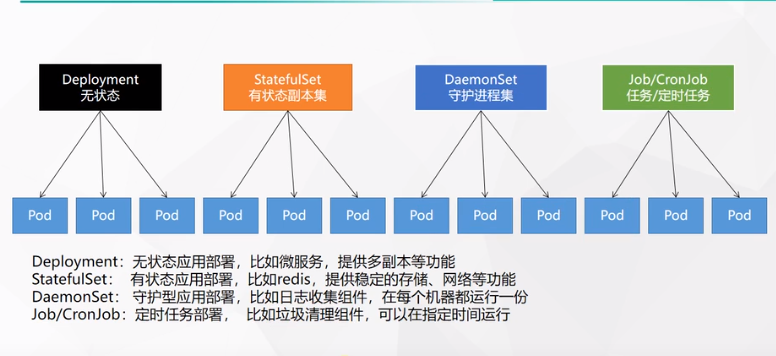 Deployment
无状态
StatefulSet
有状态副本集
DaemonSet
守护进程集
Job/CronJob
任务/定时任务
Pod Pod Pod Pod Pod Pod Pod Pod Pod Pod Pod Pod
Deployment：无状态应用部署，比如微服务，提供多副本等功能
StatefulSet： 有状态应用部署，比如redis，提供稳定的存储、网络等功能
DaemonSet： 守护型应用部署，比如日志收集组件，在每个机器都运行一份
Job/CronJob：定时任务部署， 比如垃圾清理组件，可以在指定时间运行